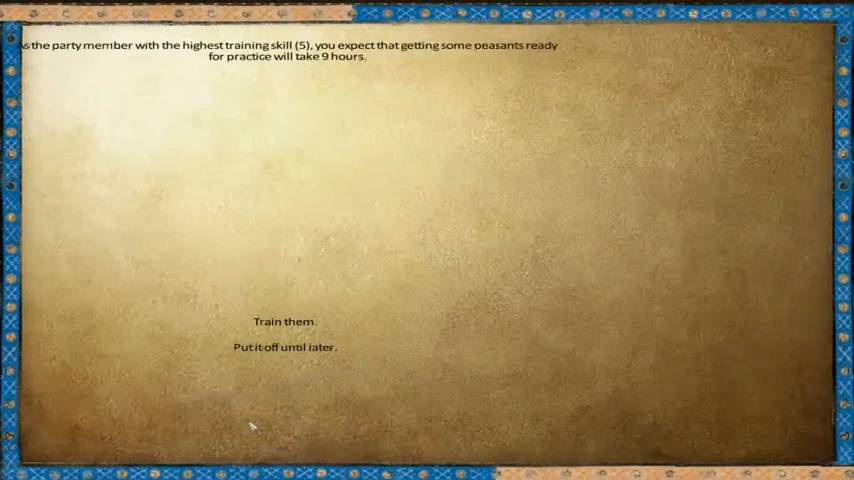 s the party member with the highest training skill (5), you expect that getting some peasants ready
for practice will take 9 hours.
Train them.
Put it off until later.